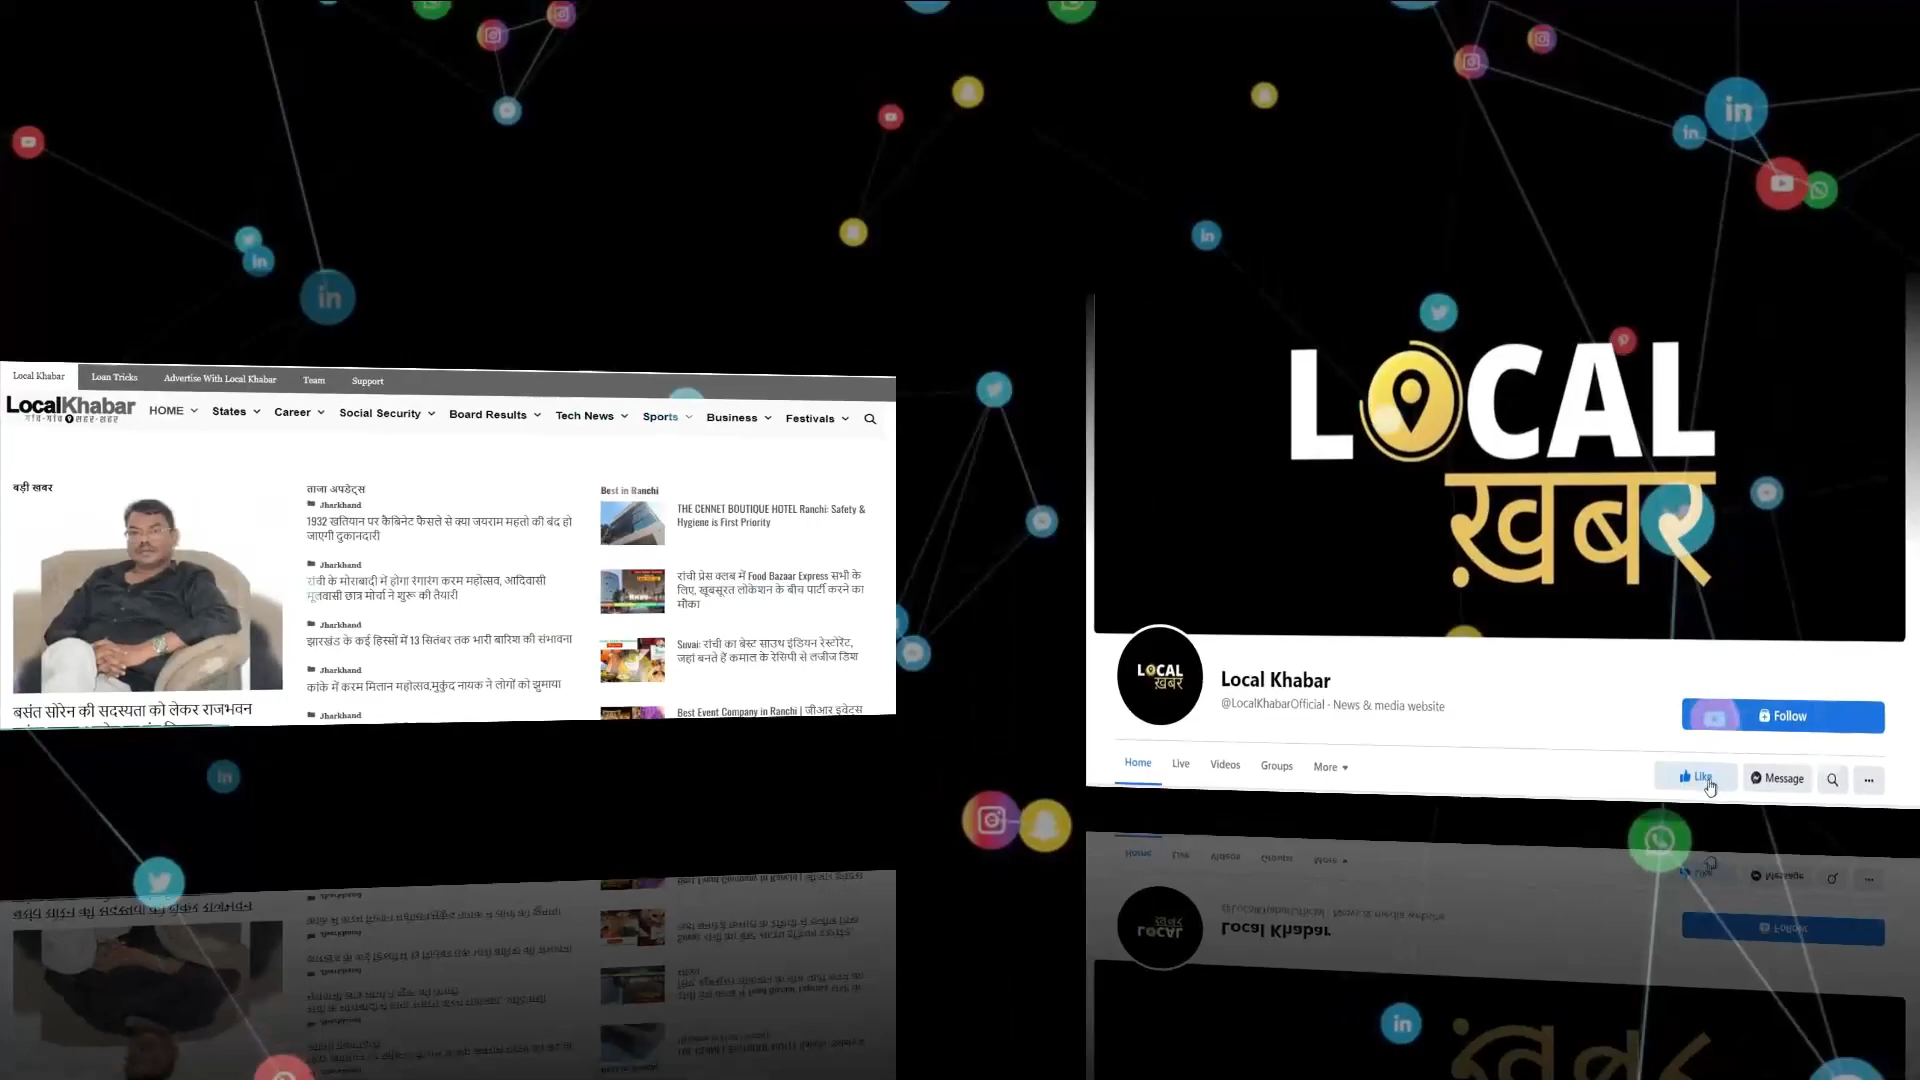 Local Khabar
Loan Tricks
Advertise With Local Khabar
Team
Support
LocalKhabar
HOME
States
Career
Social Security
Board Results
Tech News
Sports
Business
Festivals
बड़ी खबर
बसंत सोरेन की सदस्यता को लेकर राजभवन
ताजा अपडेट्स
Jharkhand
1932 खतियान पर कैबिनेट फैसले से क्या जयराम महतो की बंद हो
जाएगी दुकानदारी
Jharkhand
रांची के मोराबादी में होगा रंगारंग करम महोत्सव, आदिवासी
मूलवासी छात्र मोर्चा ने शुरू की तैयारी
Jharkhand
झारखंड के कई हिस्सों में 13 सितंबर तक भारी बारिश की संभावना
Jharkhand
कांके में करम मिलान महोत्सव,मुकुंद नायक ने लोगों को झुमाया
Jharkhand
Best in Ranchi
THE CENNET BOUTIQUE HOTEL Ranchi: Safety &
Hygiene is First Priority
रांची प्रेस क्लब में Food Bazaar Express सभी के
लिए, खूबसूरत लोकेशन के बीच पार्टी करने का
मौका
Suvai: रांची का बेस्ट साउथ इंडियन रेस्टोरेंट,
जहां बनते हैं कमाल के रेसिपी से लजीज डिश
Best Event Company in Ranchi | जीआर इवेंट्स
LOCAL
ख़बर
LOCAL
ख़बर
Local Khabar
@LocalKhabarOfficial · News & media website
Follow
Home
Live
Videos
Groups
More
Like
Message